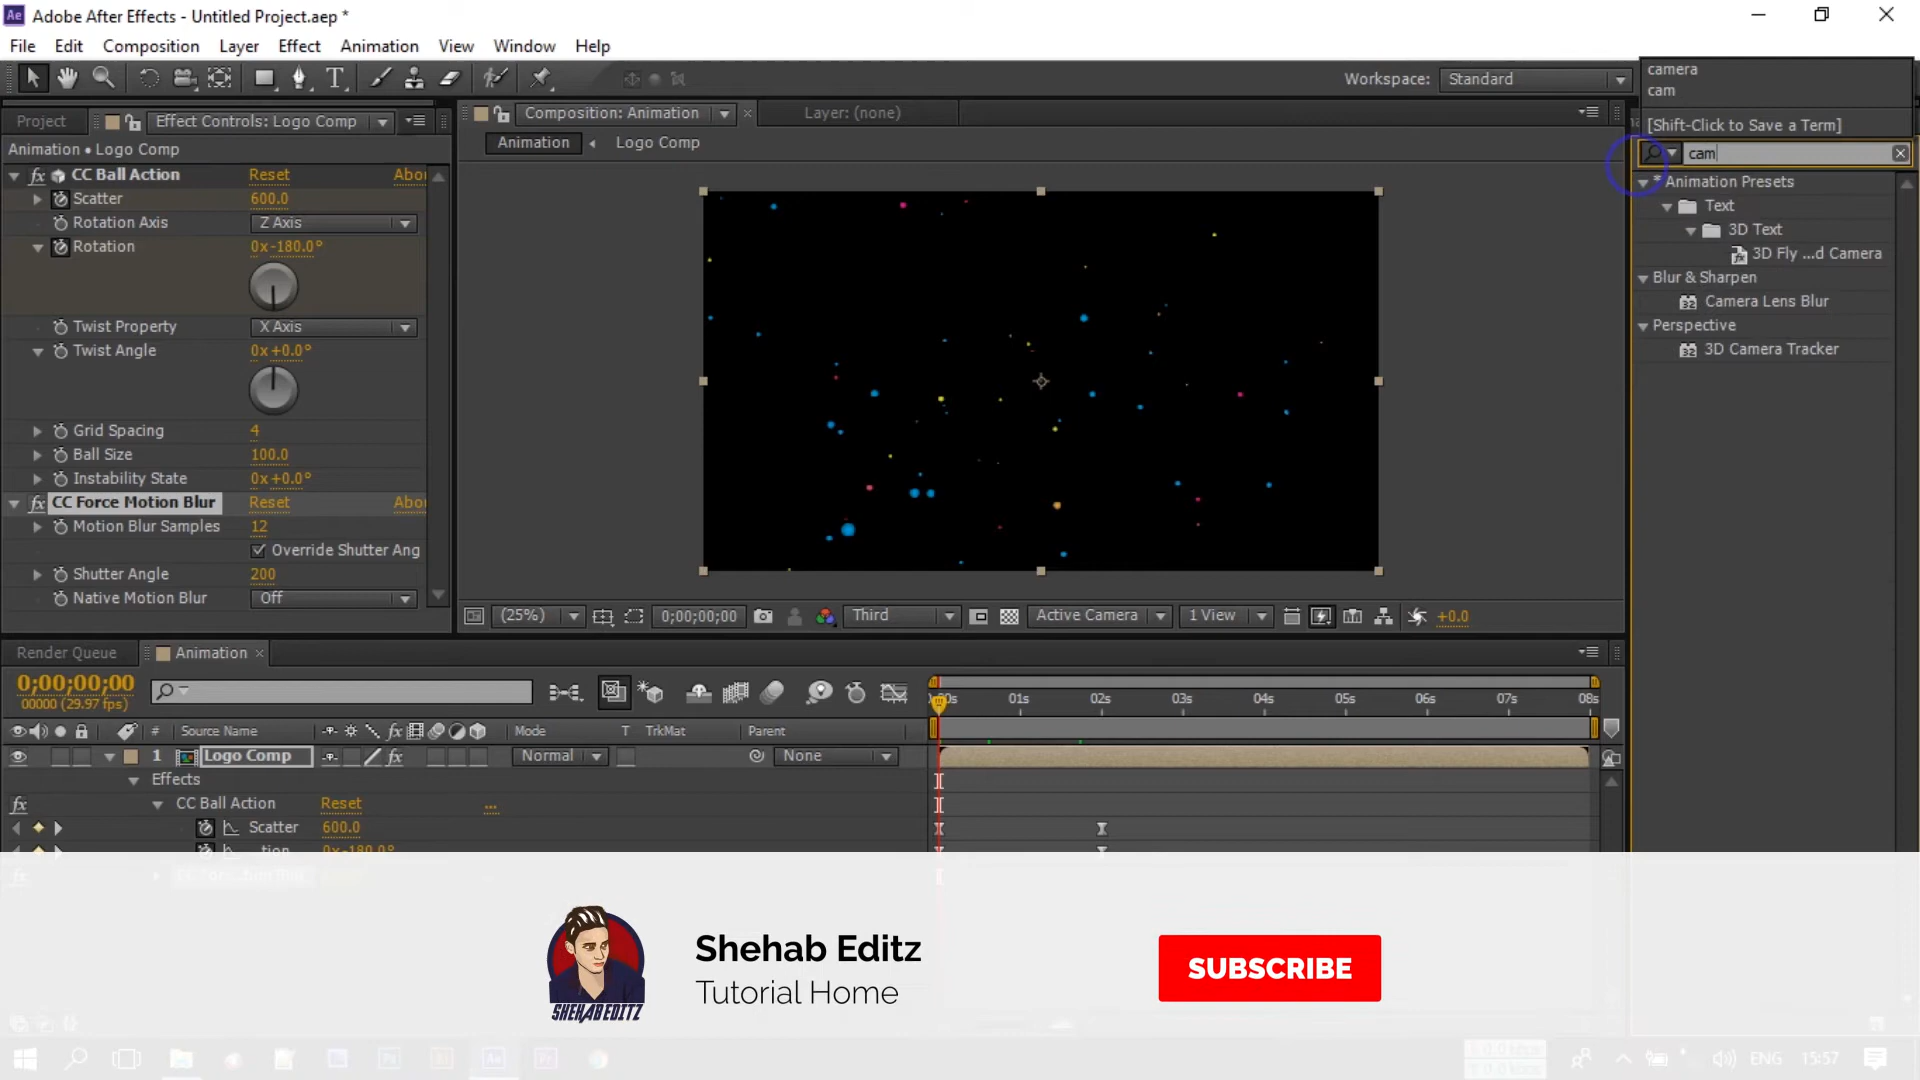 Adobe After Effects - Untitled Project.aep *
File Edit Composition Layer Effect Animation View Window Help
Workspace: Standard
camera
cam
[Shift-Click to Save a Term]
cam
Project Effect Controls: Logo Comp
Animation • Logo Comp
CC Ball Action Reset Abou
Scatter 600.0
Rotation Axis Z Axis
Rotation 0x-180.0°
Twist Property X Axis
Twist Angle 0x+0.0°
Grid Spacing 4
Ball Size 100.0
Instability State 0x+0.0°
CC Force Motion Blur Reset Abou
Motion Blur Samples 12
Override Shutter Ang
Shutter Angle 200
Native Motion Blur Off
Composition: Animation Layer: (none)
Animation Logo Comp
(25%) 0;00;00;00 Third Active Camera 1 View +0.0
* Animation Presets
Text
3D Text
3D Fly ...d Camera
Blur & Sharpen
Camera Lens Blur
Perspective
3D Camera Tracker
Render Queue Animation
0;00;00;00
00000 (29.97 fps)
01s 02s 03s 04s 05s 06s 07s 08s
# Source Name Mode T TrkMat Parent
1 Logo Comp Normal None
Effects
CC Ball Action Reset ...
Scatter 600.0
Shehab Editz
Tutorial Home
SUBSCRIBE
SHEHAB EDITZ
ENG 15:57